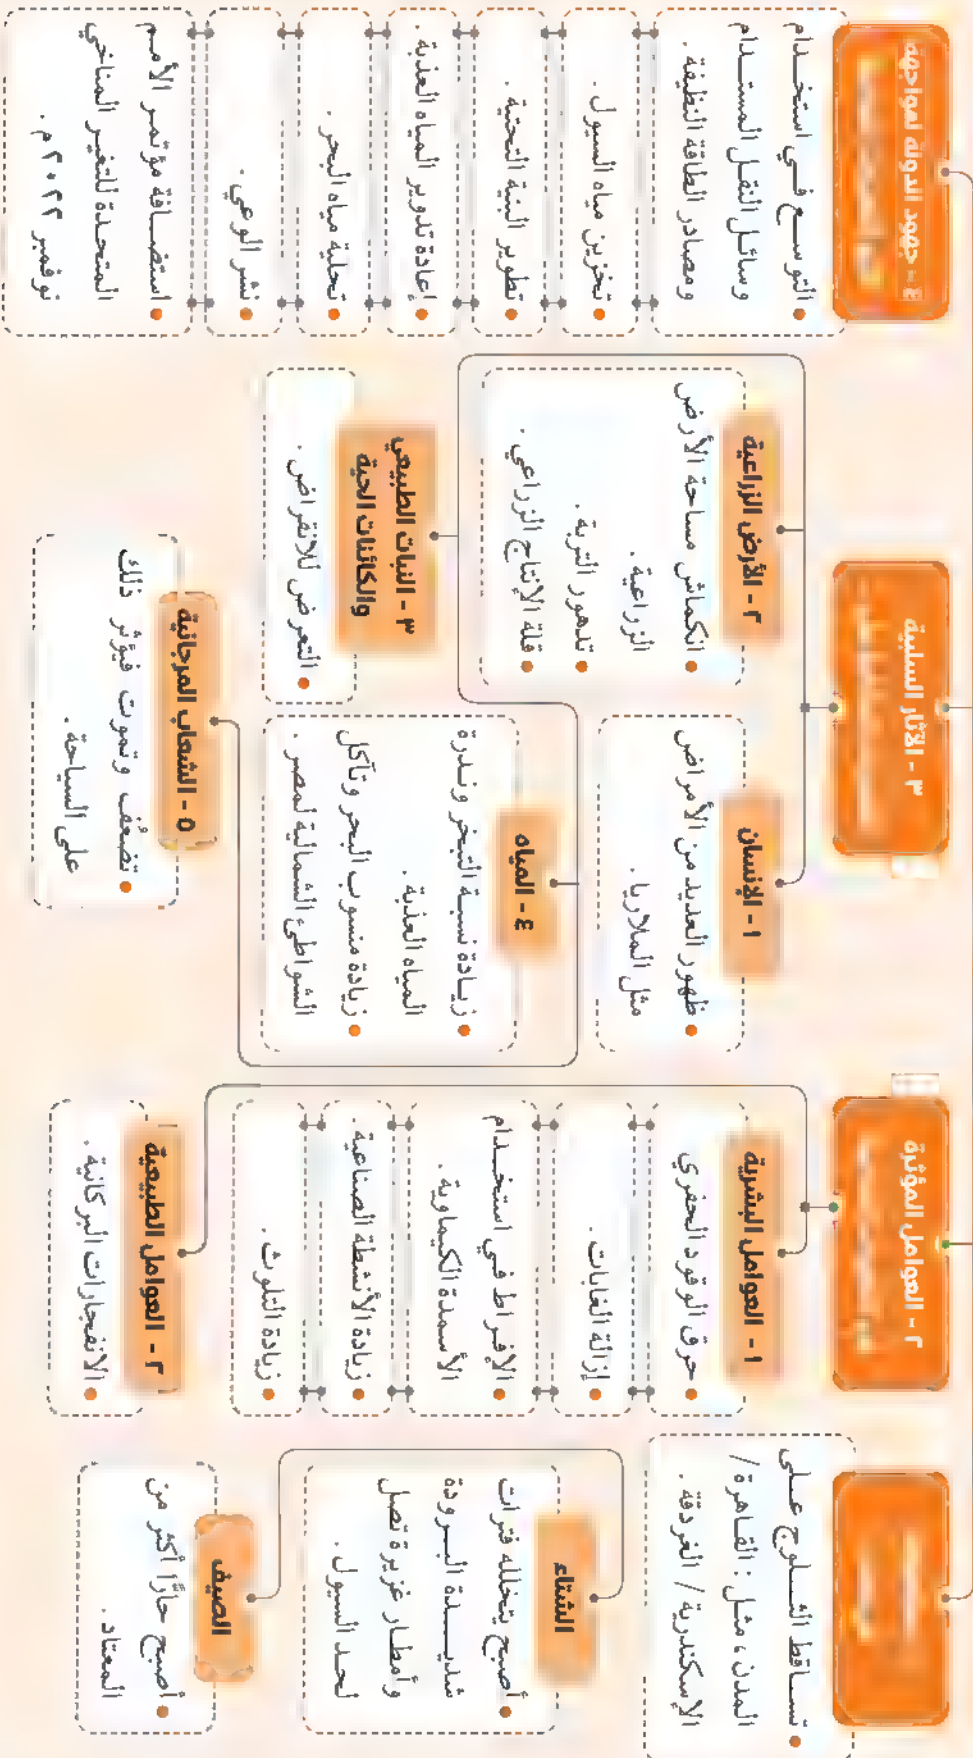 تساقط الثلوج على
المدن، مثل: القاهرة /
الإسكندرية / الغردقة.
الشتاء
أصبح يتخلله فترات
شديدة البرودة
وأمطار غزيرة تصل
لحد السيول.
الصيف
أصبح حارًّا أكثر من
المعتاد.
٢ - العوامل المؤثرة
١ - العوامل البشرية
حرق الوقود الحفري
إزالة الغابات.
الإفراط في استخدام
الأسمدة الكيماوية.
زيادة الأنشطة الصناعية.
زيادة التلوث.
٢ - العوامل الطبيعية
الانفجارات البركانية.
٣ - الآثار السلبية
١ - الإنسان
ظهور العديد من الأمراض
مثل الملاريا.
٢ - الأرض الزراعية
انكماش مساحة الأرض
الزراعية.
تدهور التربة.
قلة الإنتاج الزراعي.
٣ - النبات الطبيعي
والكائنات الحية
التعرض للانقراض.
٤ - المياه
زيادة نسبة التبخر وندرة
المياه العذبة.
زيادة منسوب البحر وتآكل
الشواطئ الشمالية لمصر.
٥ - الشعاب المرجانية
تضعُف وتموت فيؤثر ذلك
على السياحة.
٤ - جهود الدولة لمواجهة
التوسع في استخدام
وسائل النقل المستدام
ومصادر الطاقة النظيفة.
تخزين مياه السيول.
تطوير البنية التحتية.
إعادة تدوير المياه العذبة.
تحلية مياه البحر.
نشر الوعي.
استضافة مؤتمر الأمم
المتحدة للتغير المناخي
نوفمبر ٢٠٢٢ م.